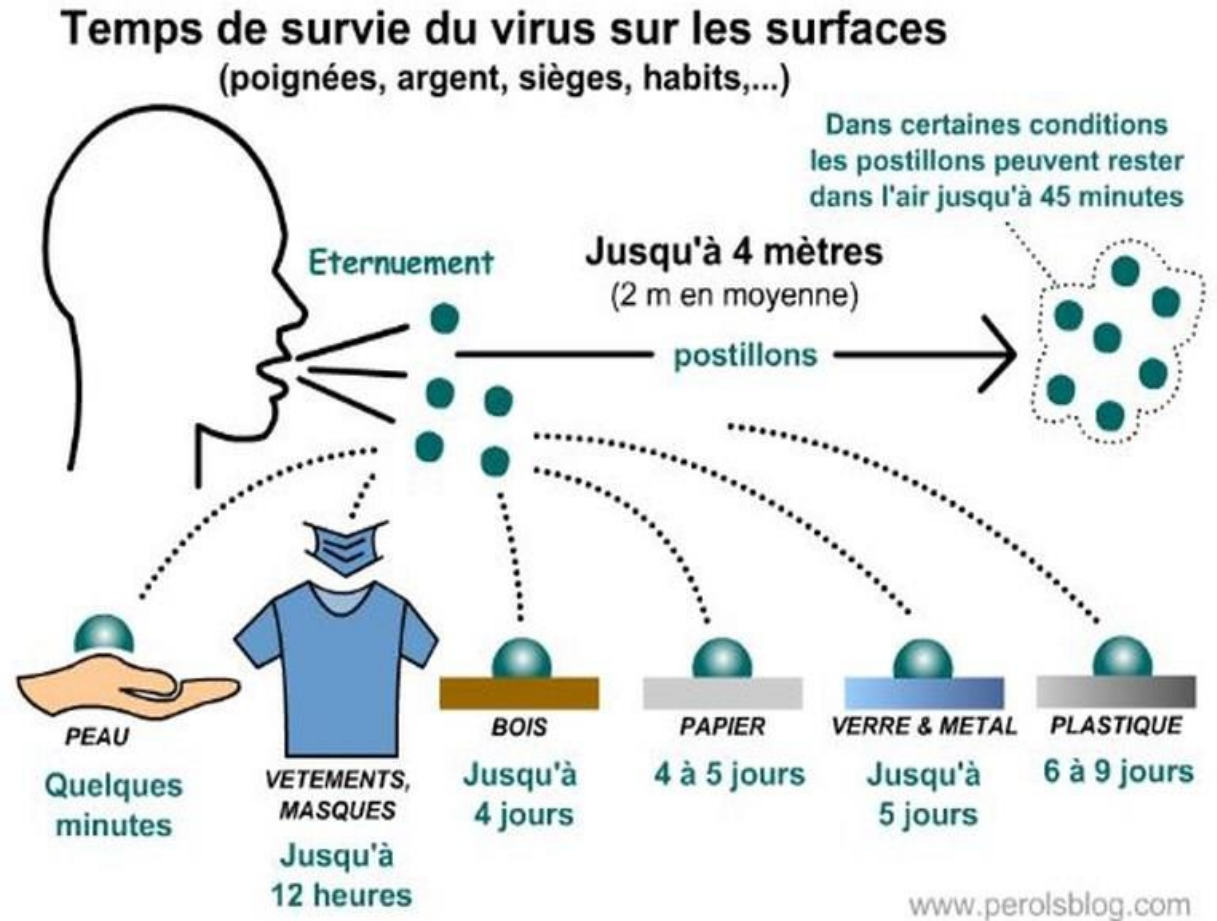 Temps de survie du virus sur les surfaces
(poignées, argent, sièges, habits,...)
Dans certaines conditions
les postillons peuvent rester
dans l'air jusqu'à 45 minutes
Eternuement
Jusqu'à 4 mètres
(2 m en moyenne)
postillons
PEAU
Quelques
minutes
VETEMENTS,
MASQUES
Jusqu'à
12 heures
BOIS
Jusqu'à
4 jours
PAPIER
4 à 5 jours
VERRE & METAL
Jusqu'à
5 jours
PLASTIQUE
6 à 9 jours
www.perolsblog.com